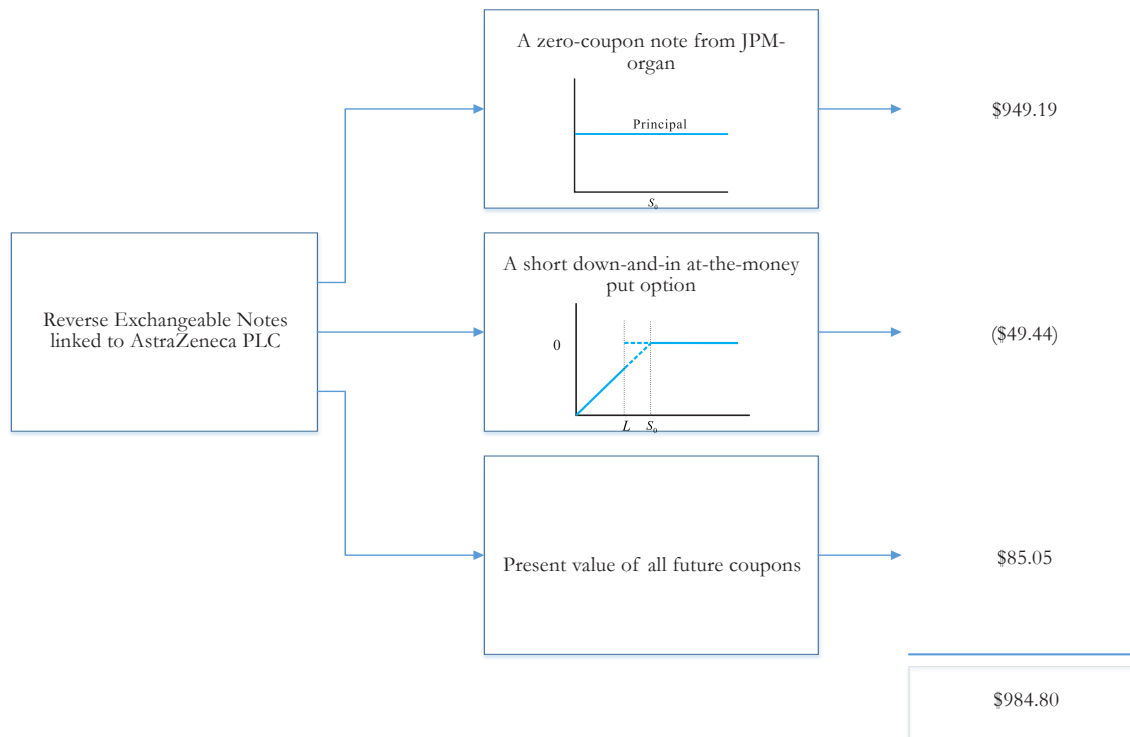 A zero-coupon note from JPM-
organ
Principal
S₀
$949.19
Reverse Exchangeable Notes
linked to AstraZeneca PLC
A short down-and-in at-the-money
put option
0
L S₀
($49.44)
Present value of all future coupons
$85.05
$984.80